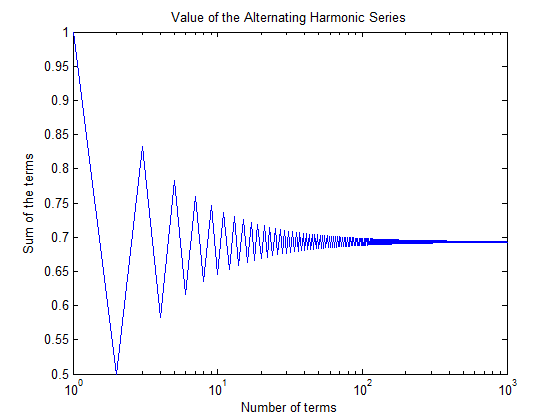 Value of the Alternating Harmonic Series
1
0.95
0.9
0.85
0.8
0.75
0.7
0.65
0.6
0.55
0.5
Sum of the terms
10^0 10^1 10^2 10^3
Number of terms